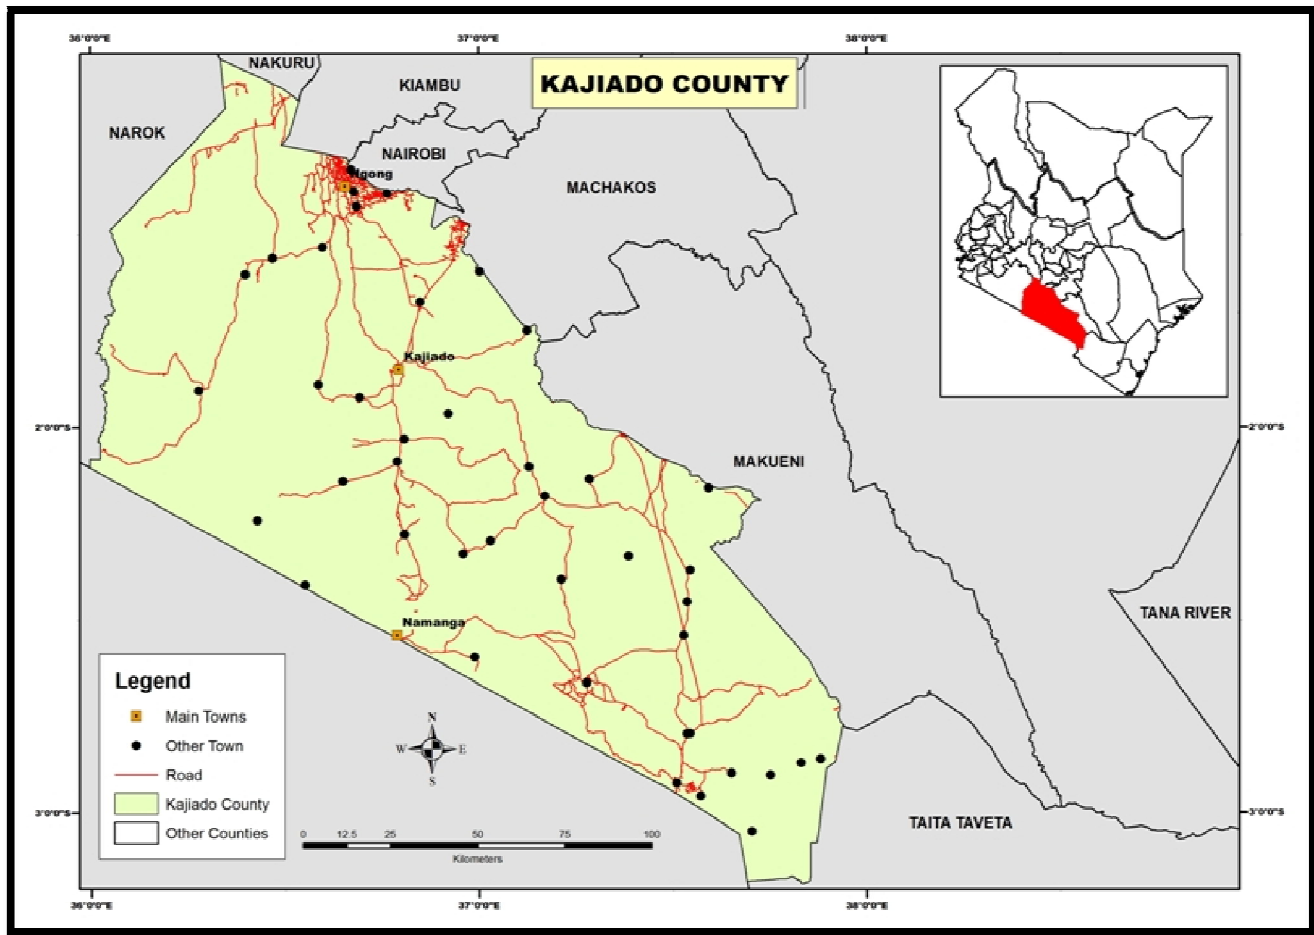 36°0'0"E 37°0'0"E 38°0'0"E
NAKURU
KIAMBU
KAJIADO COUNTY
NAROK
NAIROBI
Ngong
MACHAKOS
Kajiado
2°0'0"S 2°0'0"S
MAKUENI
TANA RIVER
Namanga
Legend
Main Towns
Other Town
Road
Kajiado County
Other Counties
N
W E
S
3°0'0"S 3°0'0"S
TAITA TAVETA
0 12.5 25 50 75 100
Kilometers
36°0'0"E 37°0'0"E 38°0'0"E